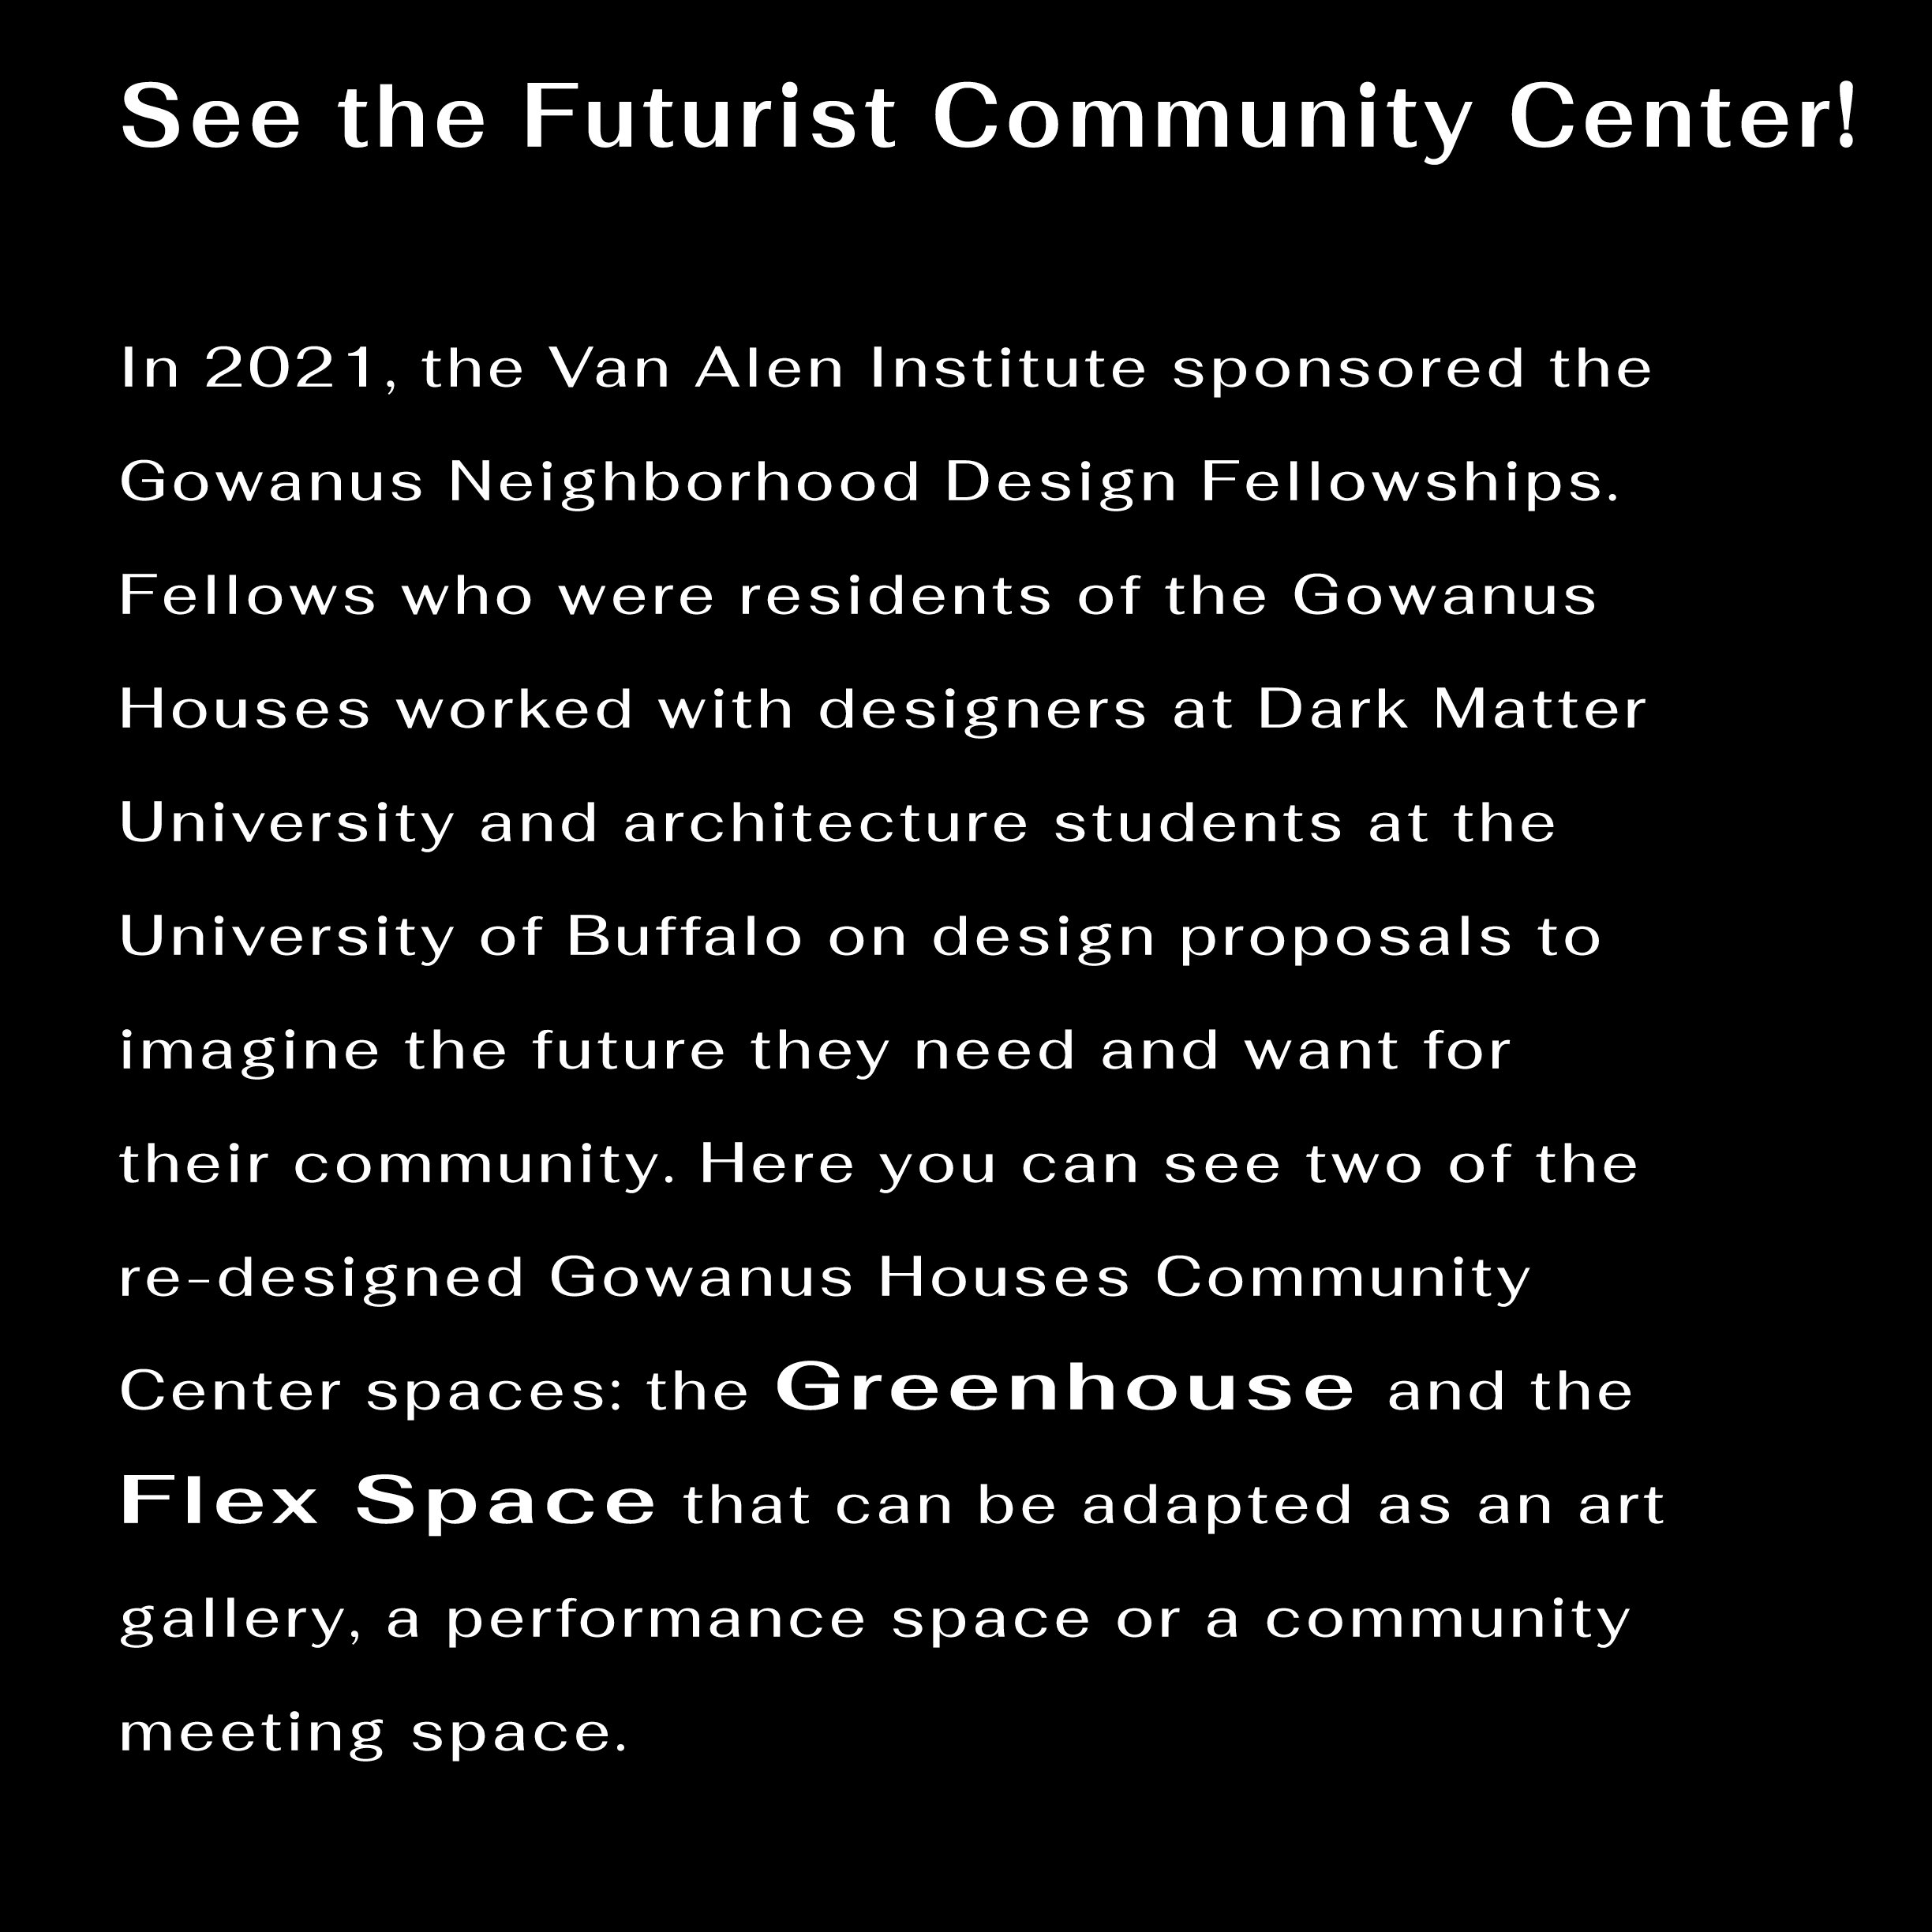 See the Futurist Community Center!
In 2021, the Van Alen Institute sponsored the
Gowanus Neighborhood Design Fellowships.
Fellows who were residents of the Gowanus
Houses worked with designers at Dark Matter
University and architecture students at the
University of Buffalo on design proposals to
imagine the future they need and want for
their community. Here you can see two of the
re-designed Gowanus Houses Community
Center spaces: the Greenhouse and the
Flex Space that can be adapted as an art
gallery, a performance space or a community
meeting space.